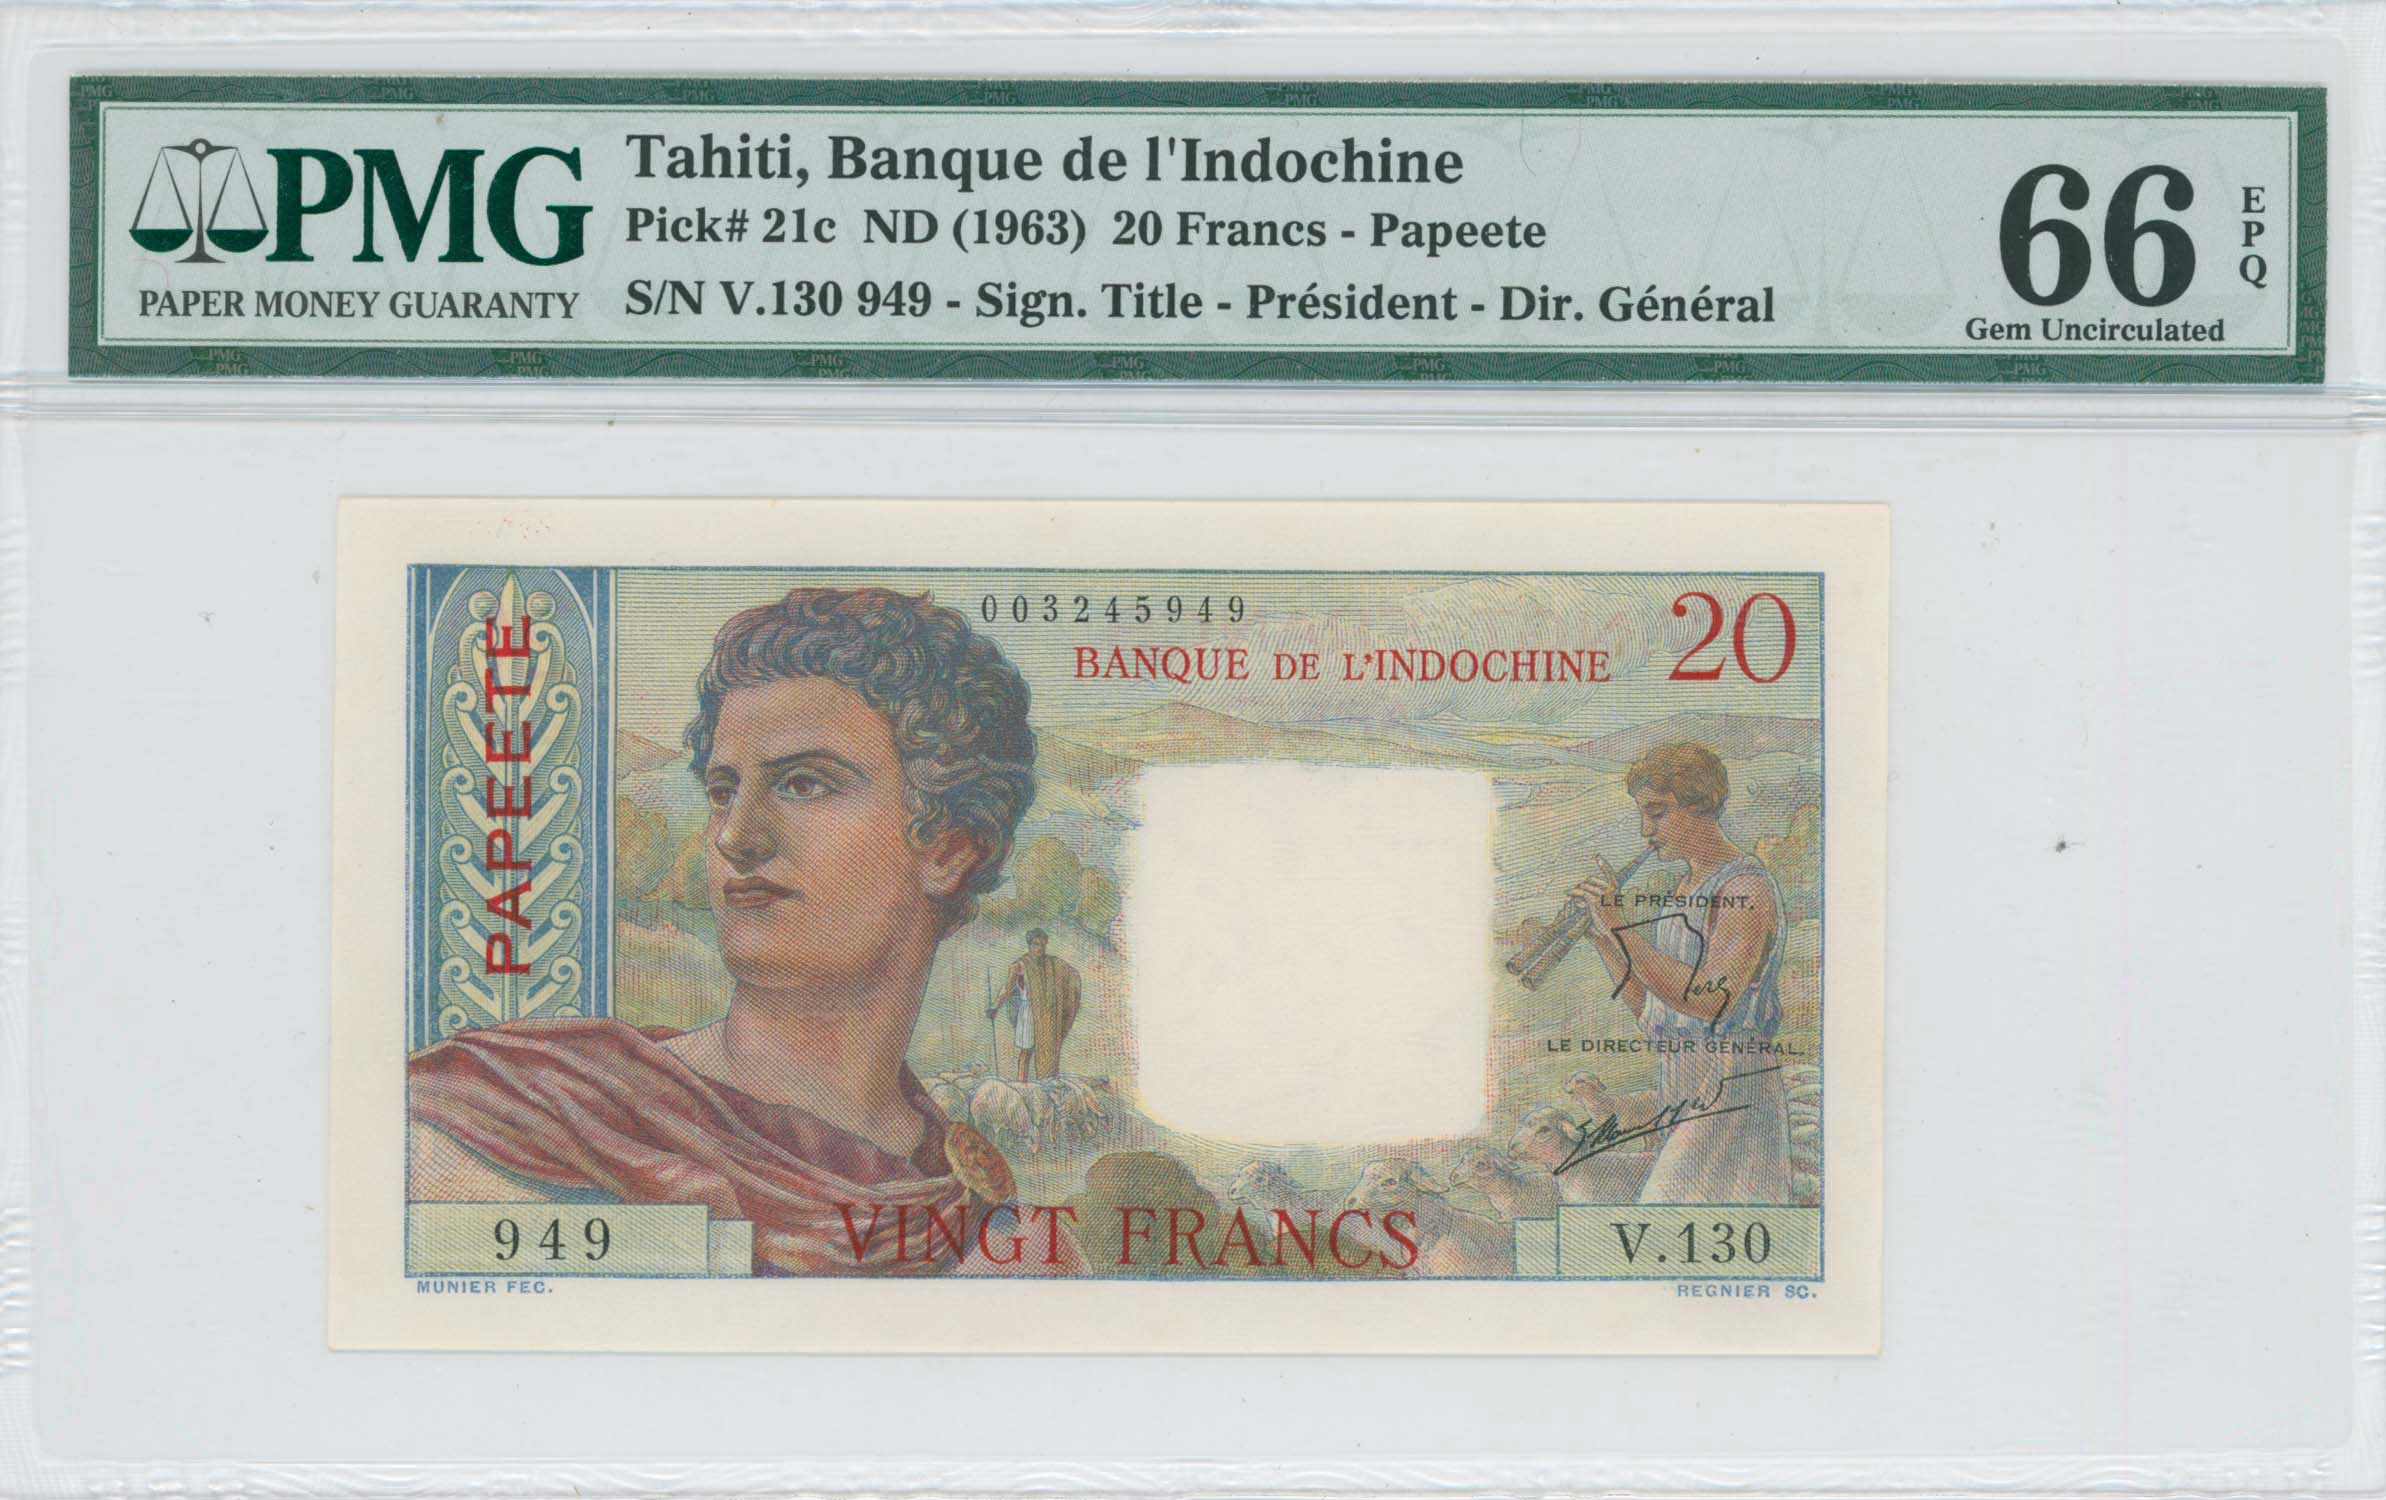 PMG
PAPER MONEY GUARANTY
Tahiti, Banque de l'Indochine
Pick# 21c ND (1963) 20 Francs - Papeete
S/N V.130 949 - Sign. Title - Président - Dir. Général
66
EPQ
Gem Uncirculated
PAPEETE
003245949
BANQUE DE L'INDOCHINE
20
LE PRÉSIDENT.
LE DIRECTEUR GÉNÉRAL.
949
VINGT FRANCS
V.130
MUNIER FEC.
REGNIER SC.